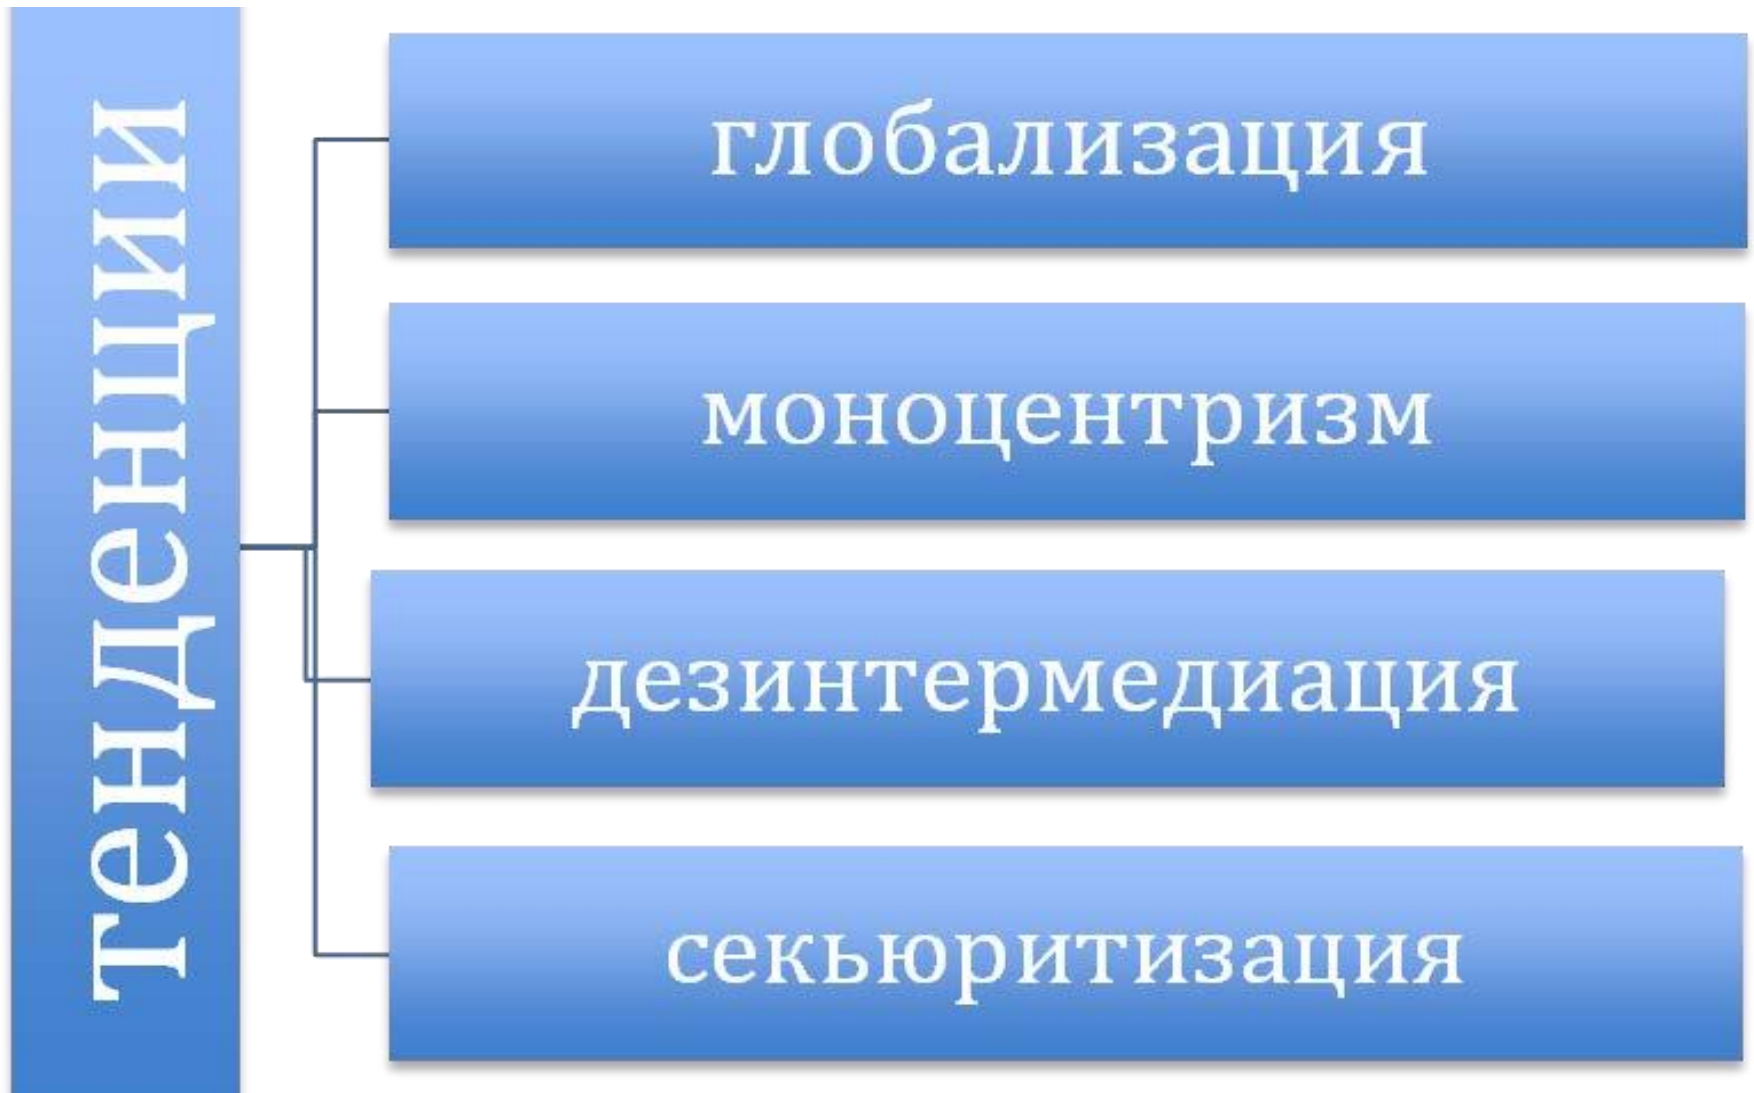 тенденции
глобализация
моноцентризм
дезинтермедиация
секьюритизация